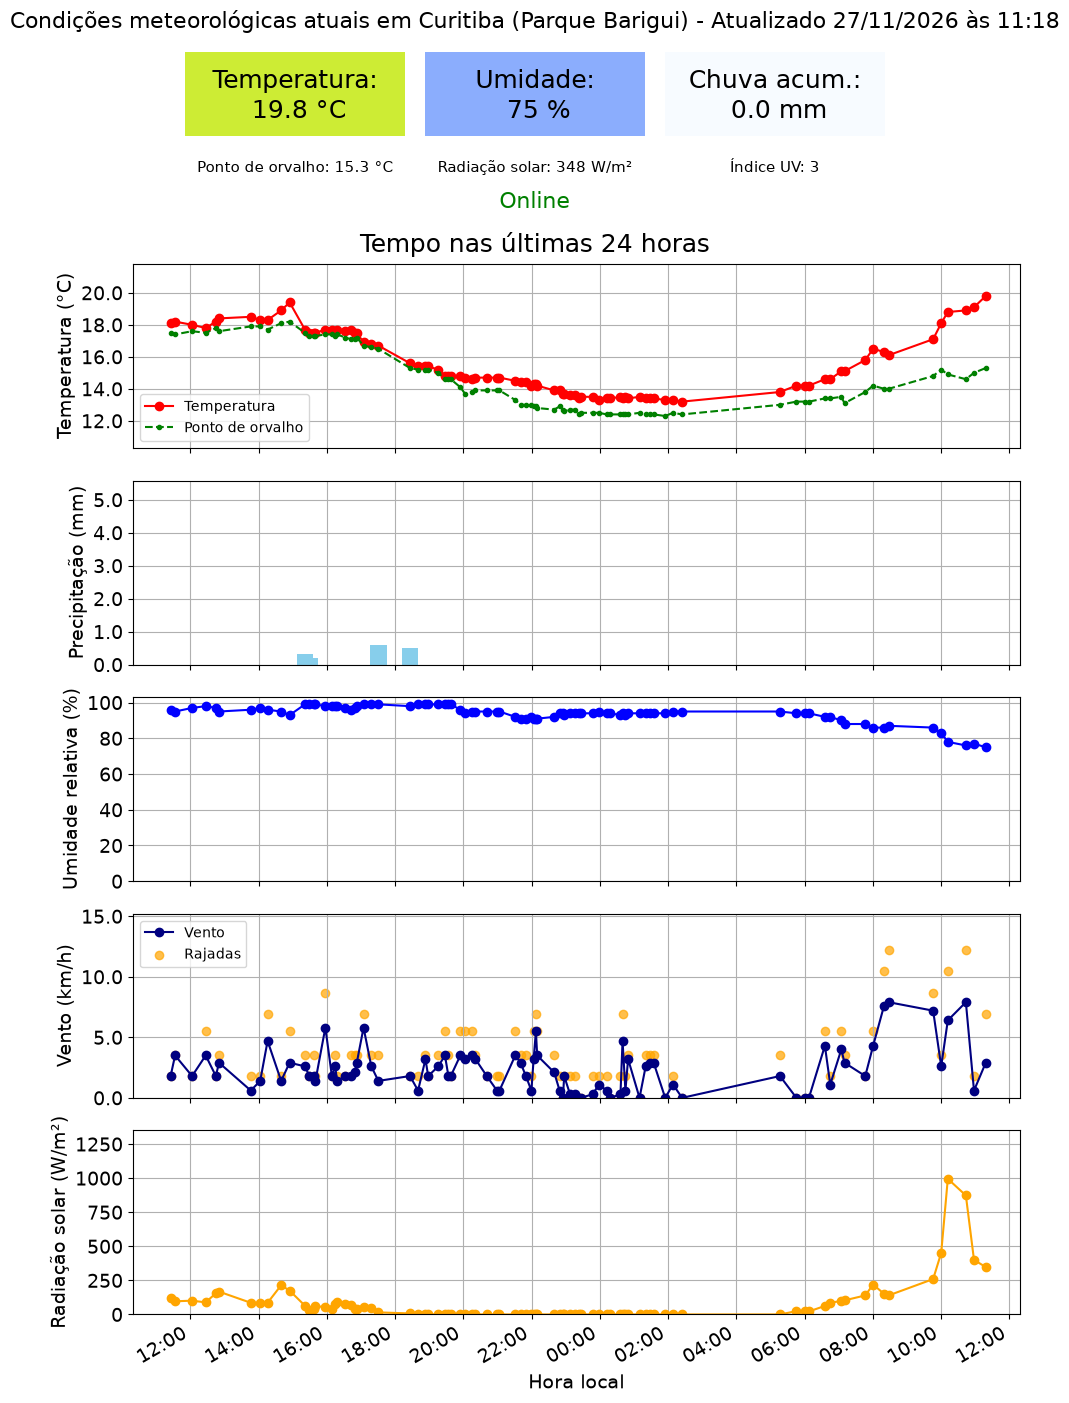 Condições meteorológicas atuais em Curitiba (Parque Barigui) - Atualizado 27/11/2026 às 11:18
Temperatura:
19.8 °C
Umidade:
75 %
Chuva acum.:
0.0 mm
Ponto de orvalho: 15.3 °C
Radiação solar: 348 W/m²
Índice UV: 3
Online
Tempo nas últimas 24 horas
Temperatura (°C)
20.0
18.0
16.0
14.0
12.0
Temperatura
Ponto de orvalho
Precipitação (mm)
5.0
4.0
3.0
2.0
1.0
0.0
Umidade relativa (%)
100
80
60
40
20
0
Vento (km/h)
15.0
10.0
5.0
0.0
Vento
Rajadas
Radiação solar (W/m²)
1250
1000
750
500
250
0
12:00
14:00
16:00
18:00
20:00
22:00
00:00
02:00
04:00
06:00
08:00
10:00
12:00
Hora local